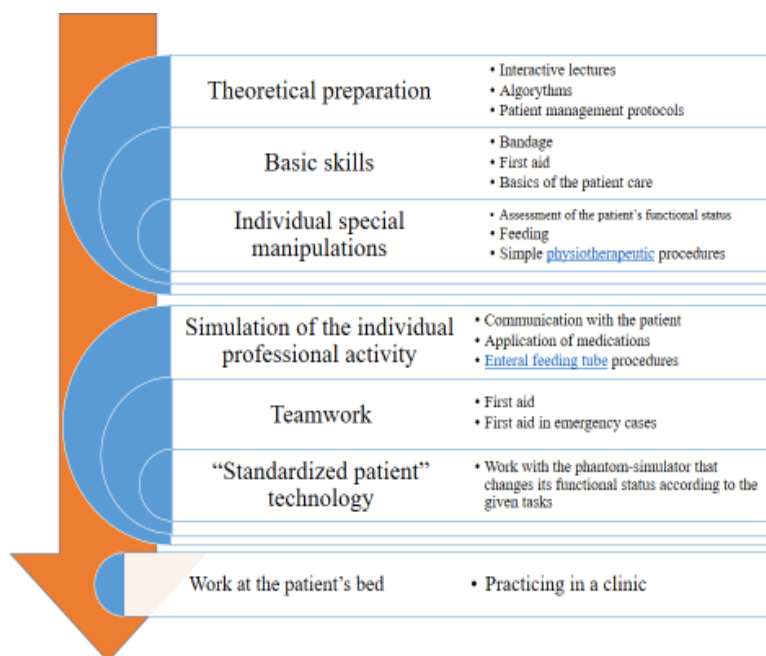 Theoretical preparation
• Interactive lectures
• Algorythms
• Patient management protocols
Basic skills
• Bandage
• First aid
• Basics of the patient care
Individual special
manipulations
• Assessment of the patient's functional status
• Feeding
• Simple physiotherapeutic procedures
Simulation of the individual
professional activity
• Communication with the patient
• Application of medications
• Enteral feeding tube procedures
Teamwork
• First aid
• First aid in emergency cases
“Standardized patient”
technology
• Work with the phantom-simulator that
changes its functional status according to the
given tasks
Work at the patient's bed
• Practicing in a clinic